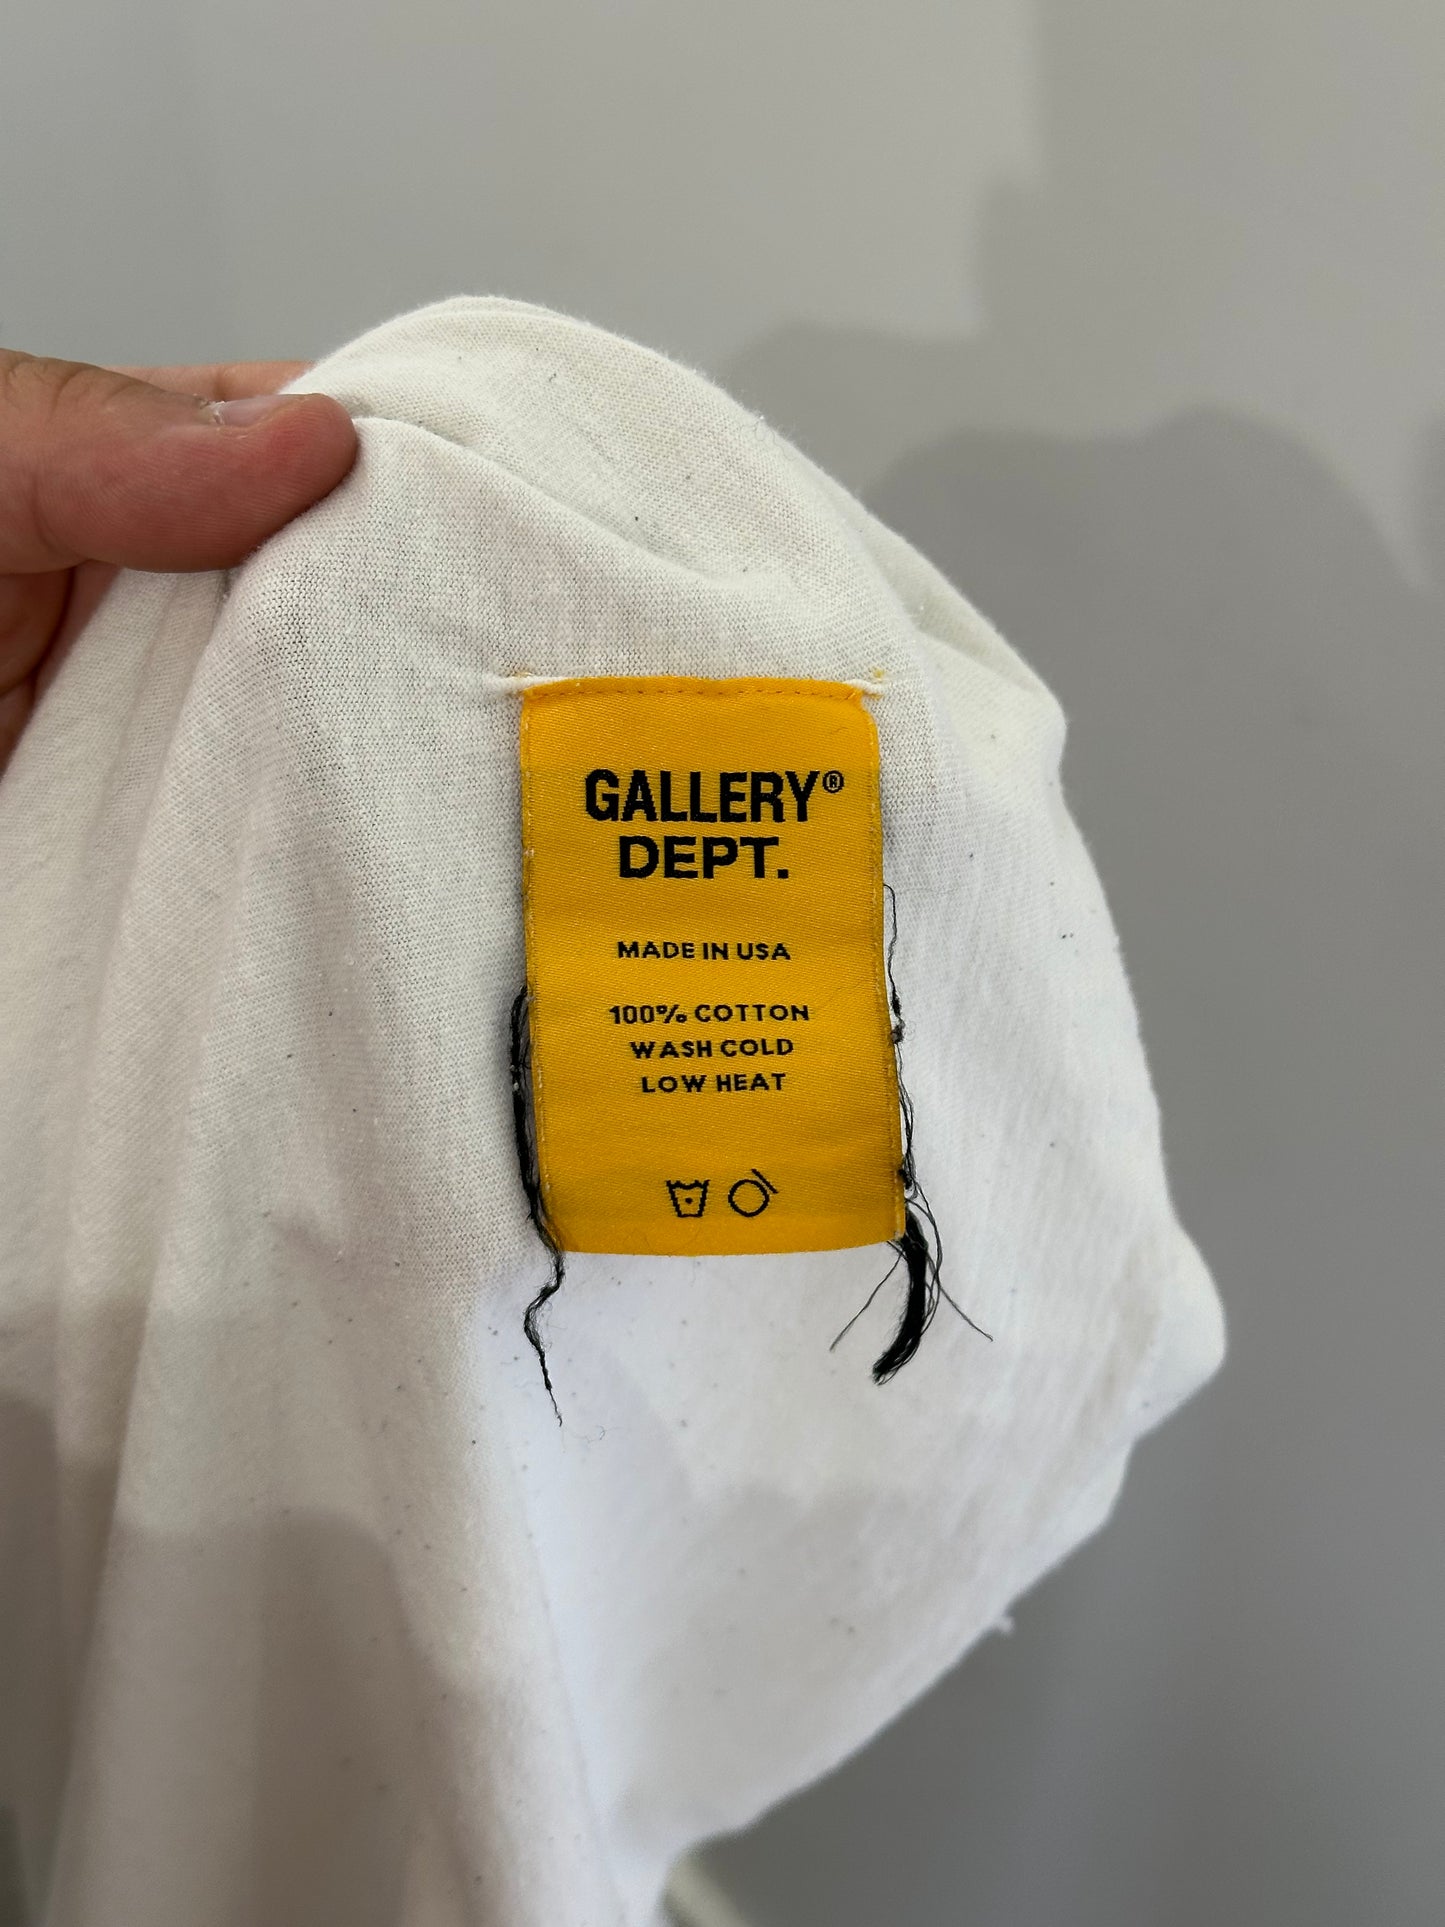 GALLERY®
DEPT.
MADE IN USA
100% COTTON
WASH COLD
LOW HEAT